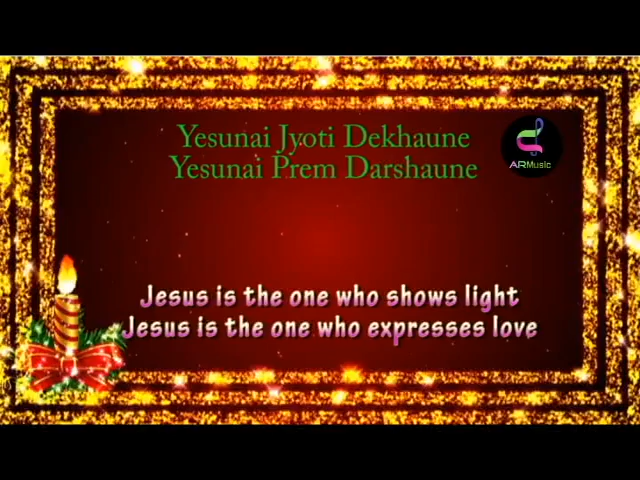 Yesunai Jyoti Dekhaune
Yesunai Prem Darshaune
ARMusic
Jesus is the one who shows light
Jesus is the one who expresses love